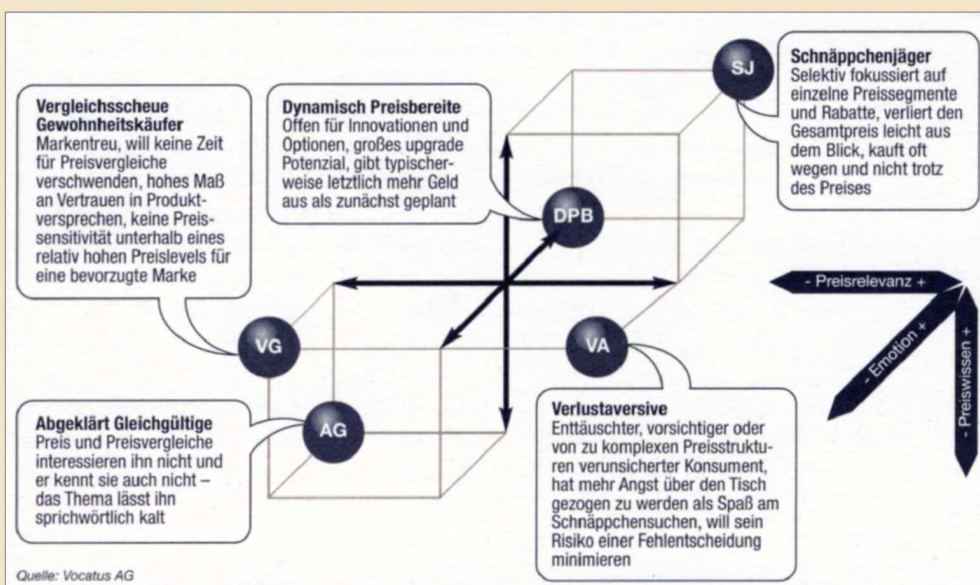 Vergleichsscheue
Gewohnheitskäufer
Markentreu, will keine Zeit
für Preisvergleiche
verschwenden, hohes Maß
an Vertrauen in Produkt-
versprechen, keine Preis-
sensitivität unterhalb eines
relativ hohen Preislevels für
eine bevorzugte Marke
Dynamisch Preisbereite
Offen für Innovationen und
Optionen, großes upgrade
Potenzial, gibt typischer-
weise letztlich mehr Geld
aus als zunächst geplant
SJ
Schnäppchenjäger
Selektiv fokussiert auf
einzelne Preissegmente
und Rabatte, verliert den
Gesamtpreis leicht aus
dem Blick, kauft oft
wegen und nicht trotz
des Preises
DPB
VG
VA
AG
- Preisrelevanz +
- Emotion +
- Preiswissen +
Abgeklärt Gleichgültige
Preis und Preisvergleiche
interessieren ihn nicht und
er kennt sie auch nicht –
das Thema lässt ihn
sprichwörtlich kalt
Verlustaversive
Enttäuschter, vorsichtiger oder
von zu komplexen Preisstruktu-
ren verunsicherter Konsument,
hat mehr Angst über den Tisch
gezogen zu werden als Spaß am
Schnäppchensuchen, will sein
Risiko einer Fehlentscheidung
minimieren
Quelle: Vocatus AG